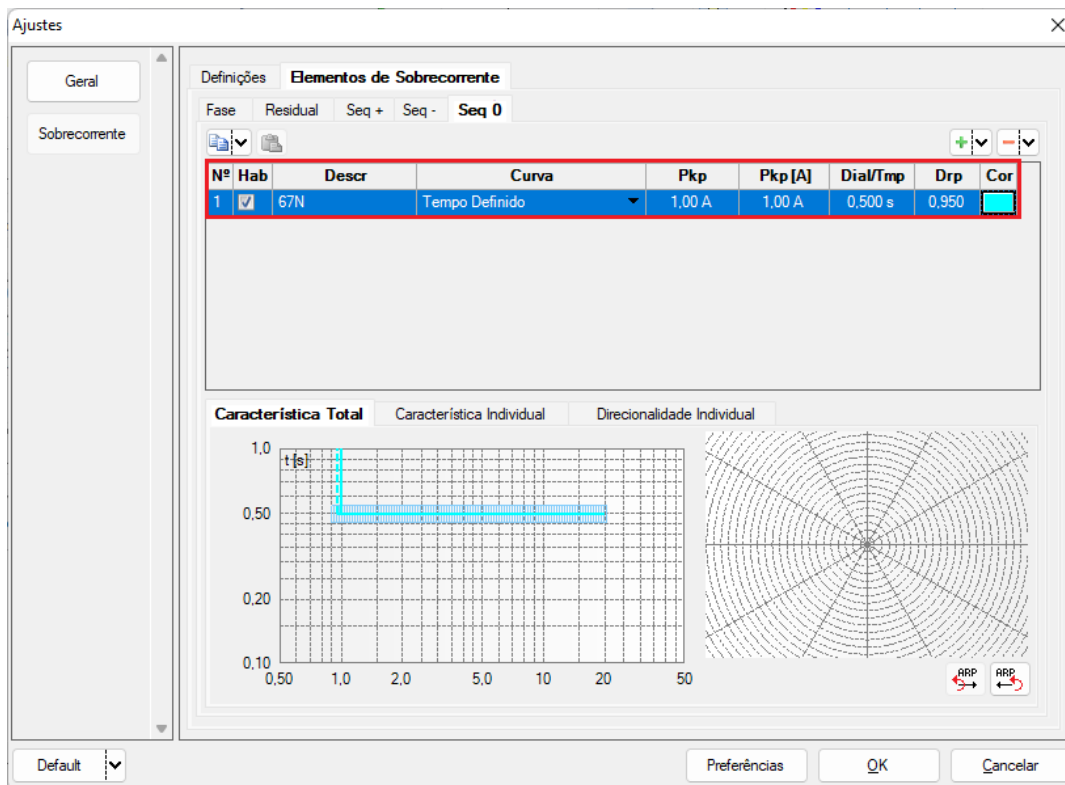 Ajustes
Geral
Sobrecorrente
Definições Elementos de Sobrecorrente
Fase Residual Seq + Seq - Seq 0
Nº Hab Descr Curva Pkp Pkp [A] Dial/Tmp Drp Cor
1 67N Tempo Definido 1,00 A 1,00 A 0,500 s 0,950
Característica Total Característica Individual Direcionalidade Individual
1,0
t [s]
0,50
0,20
0,10
0,50 1,0 2,0 5,0 10 20 50
ARP ARP
Default Preferências OK Cancelar